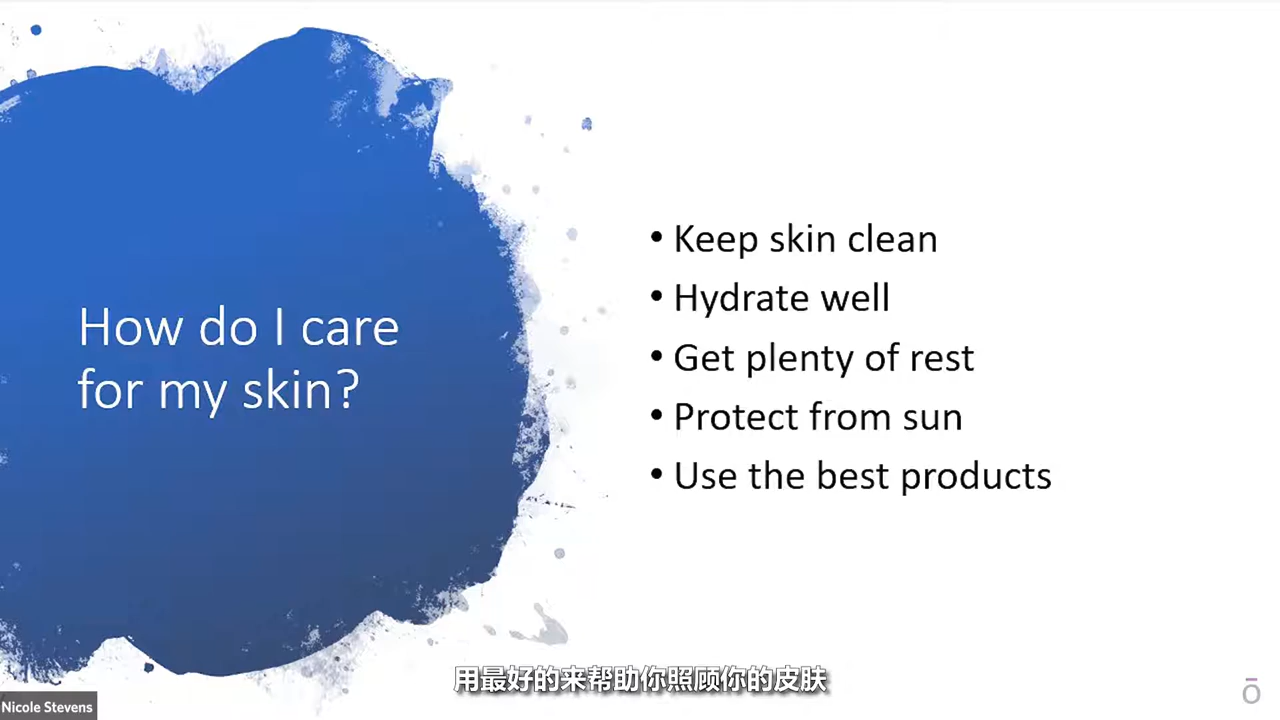 How do I care
for my skin?
• Keep skin clean
• Hydrate well
• Get plenty of rest
• Protect from sun
• Use the best products
用最好的来帮助你照顾你的皮肤
Nicole Stevens
ō